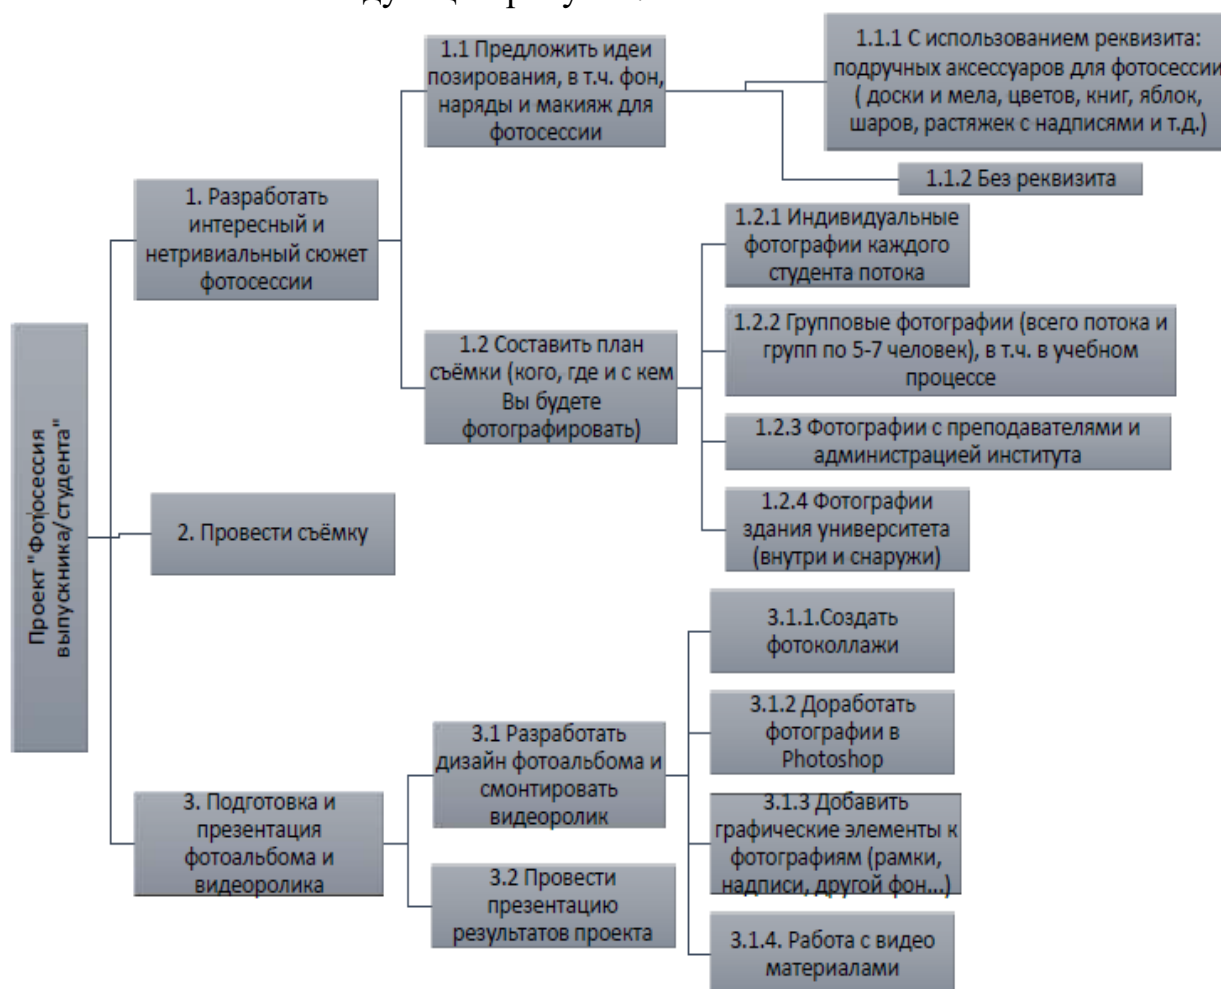 Проект "Фотосессия
выпускника/студента"
1. Разработать
интересный и
нетривиальный сюжет
фотосессии
1.1 Предложить идеи
позирования, в т.ч. фон,
наряды и макияж для
фотосессии
1.1.1 С использованием реквизита:
подручных аксессуаров для фотосессии
( доски и мела, цветов, книг, яблок,
шаров, растяжек с надписями и т.д.)
1.1.2 Без реквизита
1.2 Составить план
съёмки (кого, где и с кем
Вы будете
фотографировать)
1.2.1 Индивидуальные
фотографии каждого
студента потока
1.2.2 Групповые фотографии (всего потока и
групп по 5-7 человек), в т.ч. в учебном
процессе
1.2.3 Фотографии с преподавателями и
администрацией института
1.2.4 Фотографии
здания университета
(внутри и снаружи)
2. Провести съёмку
3. Подготовка и
презентация
фотоальбома и
видеоролика
3.1 Разработать
дизайн фотоальбома и
смонтировать
видеоролик
3.1.1.Создать
фотоколлажи
3.1.2 Доработать
фотографии в
Photoshop
3.1.3 Добавить
графические элементы к
фотографиям (рамки,
надписи, другой фон...)
3.1.4. Работа с видео
материалами
3.2 Провести
презентацию
результатов проекта